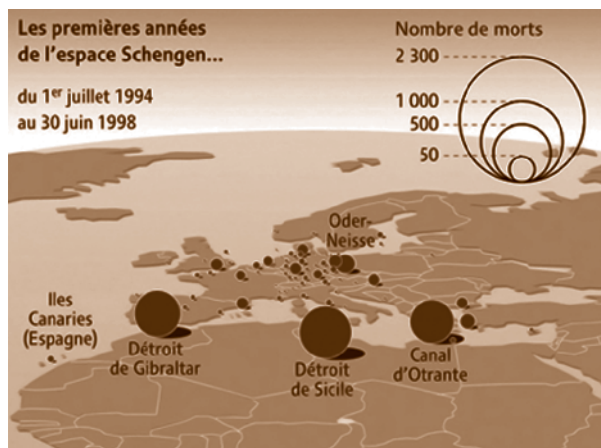 Les premières années
de l'espace Schengen...
du 1er juillet 1994
au 30 juin 1998
Nombre de morts
2 300
1 000
500
50
Oder-
Neisse
Iles
Canaries
(Espagne)
Détroit
de Gibraltar
Détroit
de Sicile
Canal
d'Otrante